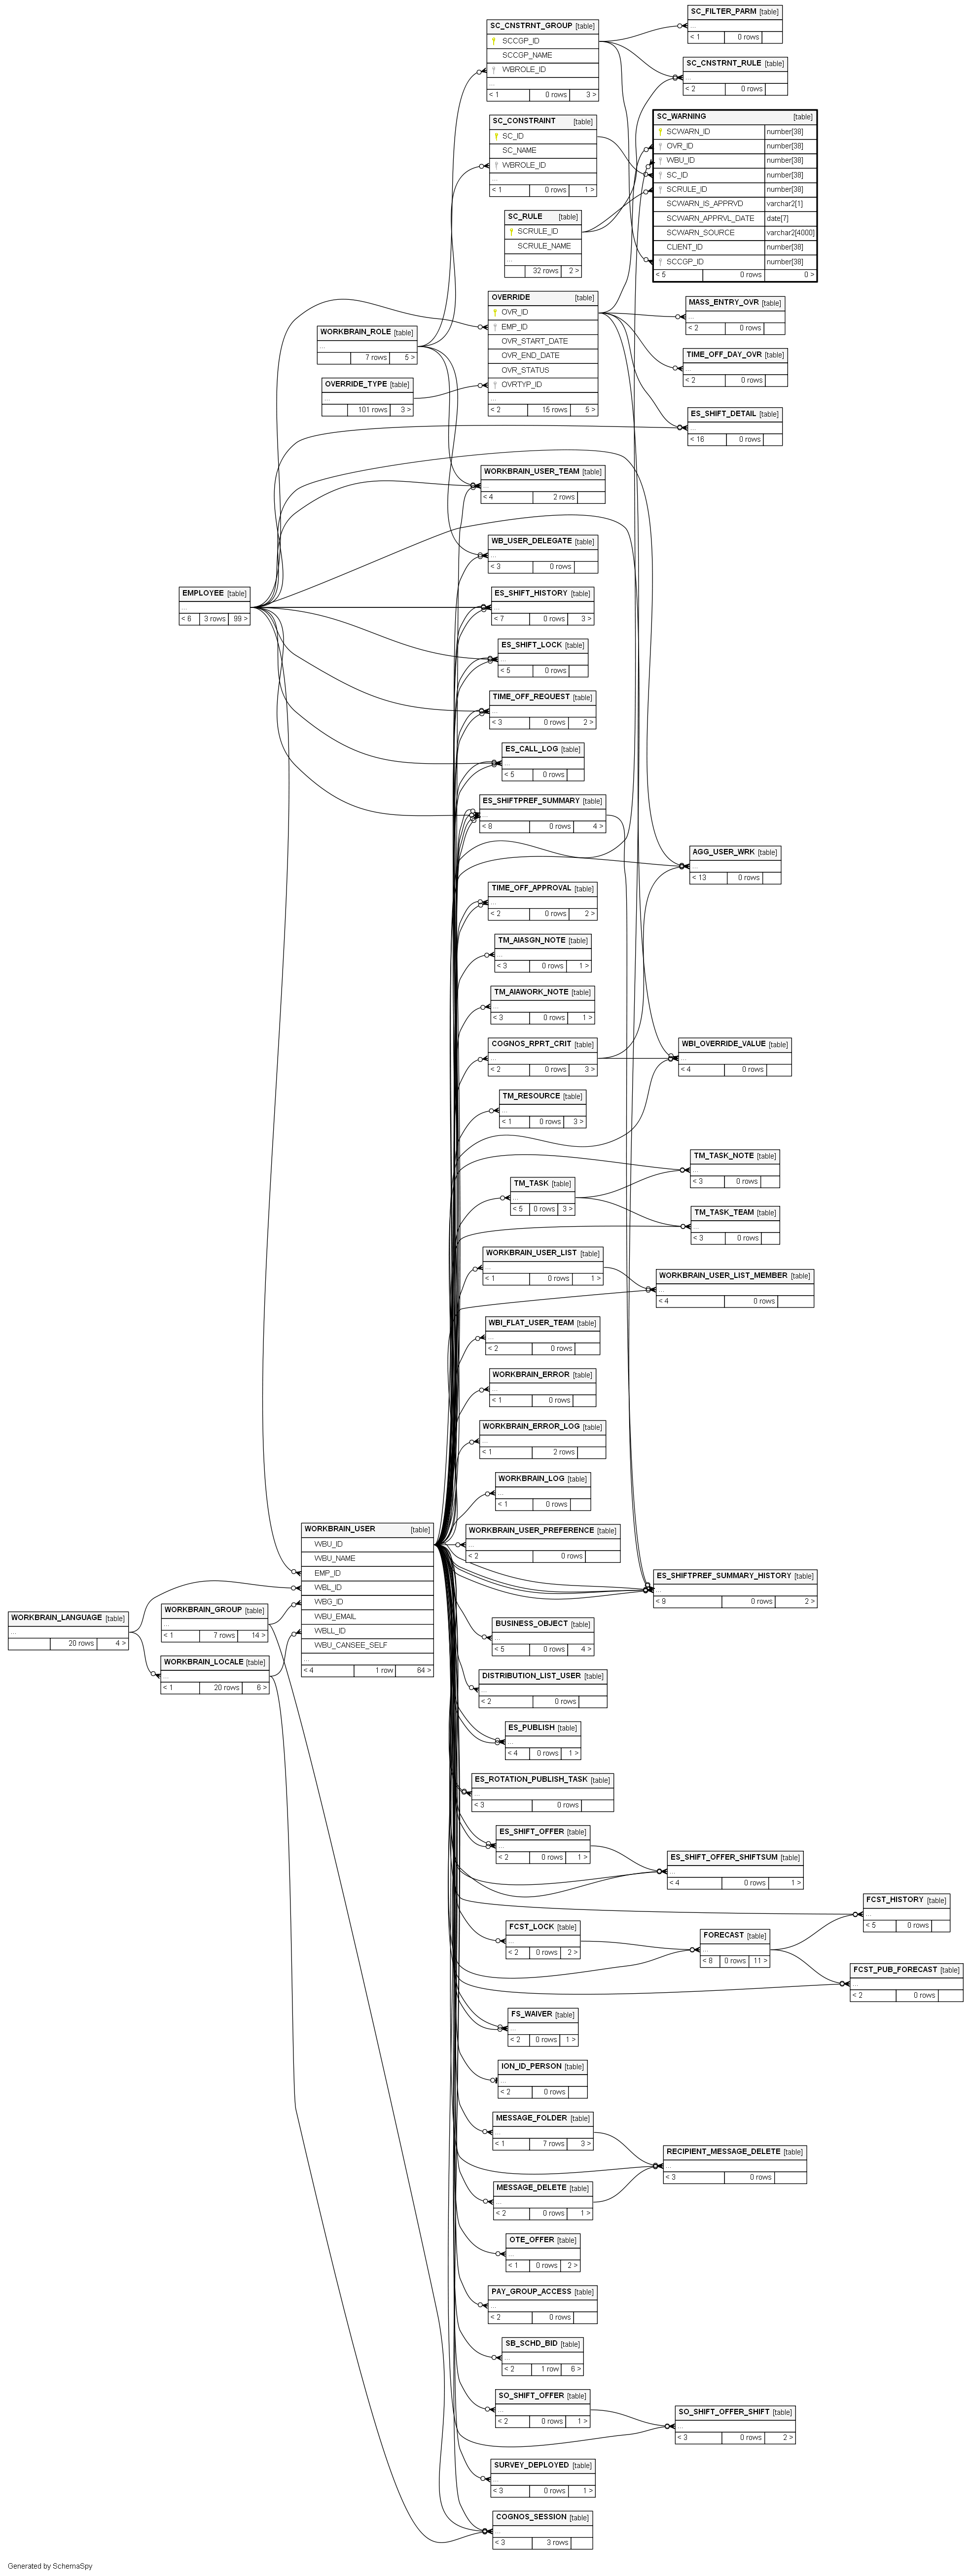 SC_FILTER_PARM [table]
...
< 1 0 rows
SC_CNSTRNT_GROUP [table]
SCCGP_ID
SCCGP_NAME
WBROLE_ID
...
< 1 0 rows 3 >
SC_CNSTRNT_RULE [table]
...
< 2 0 rows
SC_WARNING [table]
SCWARN_ID number[38]
OVR_ID number[38]
WBU_ID number[38]
SC_ID number[38]
SCRULE_ID number[38]
SCWARN_IS_APPRVD varchar2[1]
SCWARN_APPRVL_DATE date[7]
SCWARN_SOURCE varchar2[4000]
CLIENT_ID number[38]
SCCGP_ID number[38]
< 5 0 rows 0 >
SC_CONSTRAINT [table]
SC_ID
SC_NAME
WBROLE_ID
...
< 1 0 rows 1 >
SC_RULE [table]
SCRULE_ID
SCRULE_NAME
...
32 rows 2 >
OVERRIDE [table]
OVR_ID
EMP_ID
OVR_START_DATE
OVR_END_DATE
OVR_STATUS
OVRTYP_ID
...
< 2 15 rows 5 >
WORKBRAIN_ROLE [table]
...
7 rows 5 >
OVERRIDE_TYPE [table]
...
101 rows 3 >
MASS_ENTRY_OVR [table]
...
< 2 0 rows
TIME_OFF_DAY_OVR [table]
...
< 2 0 rows
ES_SHIFT_DETAIL [table]
...
< 16 0 rows
WORKBRAIN_USER_TEAM [table]
...
< 4 2 rows
WB_USER_DELEGATE [table]
...
< 3 0 rows
EMPLOYEE [table]
...
< 6 3 rows 99 >
ES_SHIFT_HISTORY [table]
...
< 7 0 rows 3 >
ES_SHIFT_LOCK [table]
...
< 5 0 rows
TIME_OFF_REQUEST [table]
...
< 3 0 rows 2 >
ES_CALL_LOG [table]
...
< 5 0 rows
ES_SHIFTPREF_SUMMARY [table]
...
< 8 0 rows 4 >
AGG_USER_WRK [table]
...
< 13 0 rows
TIME_OFF_APPROVAL [table]
...
< 2 0 rows 2 >
TM_AIASGN_NOTE [table]
...
< 3 0 rows 1 >
TM_AIAWORK_NOTE [table]
...
< 3 0 rows 1 >
COGNOS_RPRT_CRIT [table]
...
< 2 0 rows 3 >
WBI_OVERRIDE_VALUE [table]
...
< 4 0 rows
TM_RESOURCE [table]
...
< 1 0 rows 3 >
TM_TASK_NOTE [table]
...
< 3 0 rows
TM_TASK [table]
...
< 5 0 rows 3 >
TM_TASK_TEAM [table]
...
< 3 0 rows
WORKBRAIN_USER_LIST [table]
...
< 1 0 rows 1 >
WORKBRAIN_USER_LIST_MEMBER [table]
...
< 4 0 rows
WBI_FLAT_USER_TEAM [table]
...
< 2 0 rows
WORKBRAIN_ERROR [table]
...
< 1 0 rows
WORKBRAIN_ERROR_LOG [table]
...
< 1 2 rows
WORKBRAIN_LOG [table]
...
< 1 0 rows
WORKBRAIN_USER_PREFERENCE [table]
...
< 2 0 rows
WORKBRAIN_USER [table]
WBU_ID
WBU_NAME
EMP_ID
WBL_ID
WBG_ID
WBU_EMAIL
WBLL_ID
WBU_CANSEE_SELF
...
< 4 1 row 64 >
ES_SHIFTPREF_SUMMARY_HISTORY [table]
...
< 9 0 rows 2 >
WORKBRAIN_LANGUAGE [table]
...
20 rows 4 >
WORKBRAIN_GROUP [table]
...
< 1 7 rows 14 >
WORKBRAIN_LOCALE [table]
...
< 1 20 rows 6 >
BUSINESS_OBJECT [table]
...
< 5 0 rows 4 >
DISTRIBUTION_LIST_USER [table]
...
< 2 0 rows
ES_PUBLISH [table]
...
< 4 0 rows 1 >
ES_ROTATION_PUBLISH_TASK [table]
...
< 3 0 rows
ES_SHIFT_OFFER [table]
...
< 2 0 rows 1 >
ES_SHIFT_OFFER_SHIFTSUM [table]
...
< 4 0 rows 1 >
FCST_HISTORY [table]
...
< 5 0 rows
FCST_LOCK [table]
...
< 2 0 rows 2 >
FORECAST [table]
...
< 8 0 rows 11 >
FCST_PUB_FORECAST [table]
...
< 2 0 rows
FS_WAIVER [table]
...
< 2 0 rows 1 >
ION_ID_PERSON [table]
...
< 2 0 rows
MESSAGE_FOLDER [table]
...
< 1 7 rows 3 >
RECIPIENT_MESSAGE_DELETE [table]
...
< 3 0 rows
MESSAGE_DELETE [table]
...
< 2 0 rows 1 >
OTE_OFFER [table]
...
< 1 0 rows 2 >
PAY_GROUP_ACCESS [table]
...
< 2 0 rows
SB_SCHD_BID [table]
...
< 2 1 row 6 >
SO_SHIFT_OFFER [table]
...
< 2 0 rows 1 >
SO_SHIFT_OFFER_SHIFT [table]
...
< 3 0 rows 2 >
SURVEY_DEPLOYED [table]
...
< 3 0 rows 1 >
COGNOS_SESSION [table]
...
< 3 3 rows
Generated by SchemaSpy